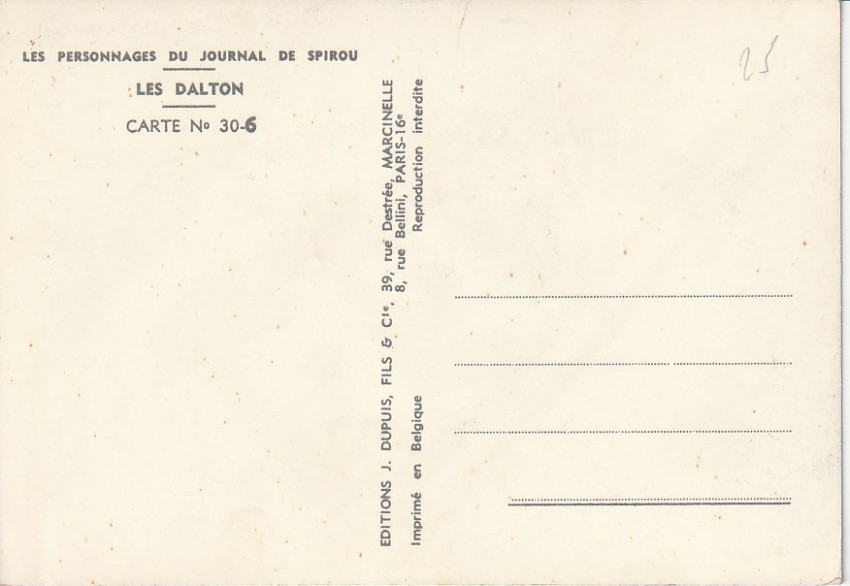 LES PERSONNAGES DU JOURNAL DE SPIROU
LES DALTON
CARTE Nº 30-6
EDITIONS J. DUPUIS, FILS & Cie, 39, rue Destrée, MARCINELLE
8, rue Bellini, PARIS-16e
Imprimé en Belgique Reproduction interdite
25